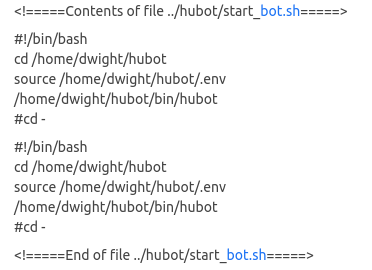 <!=====Contents of file ../hubot/start_bot.sh=====>
#!/bin/bash
cd /home/dwight/hubot
source /home/dwight/hubot/.env
/home/dwight/hubot/bin/hubot
#cd -
#!/bin/bash
cd /home/dwight/hubot
source /home/dwight/hubot/.env
/home/dwight/hubot/bin/hubot
#cd -
<!=====End of file ../hubot/start_bot.sh=====>